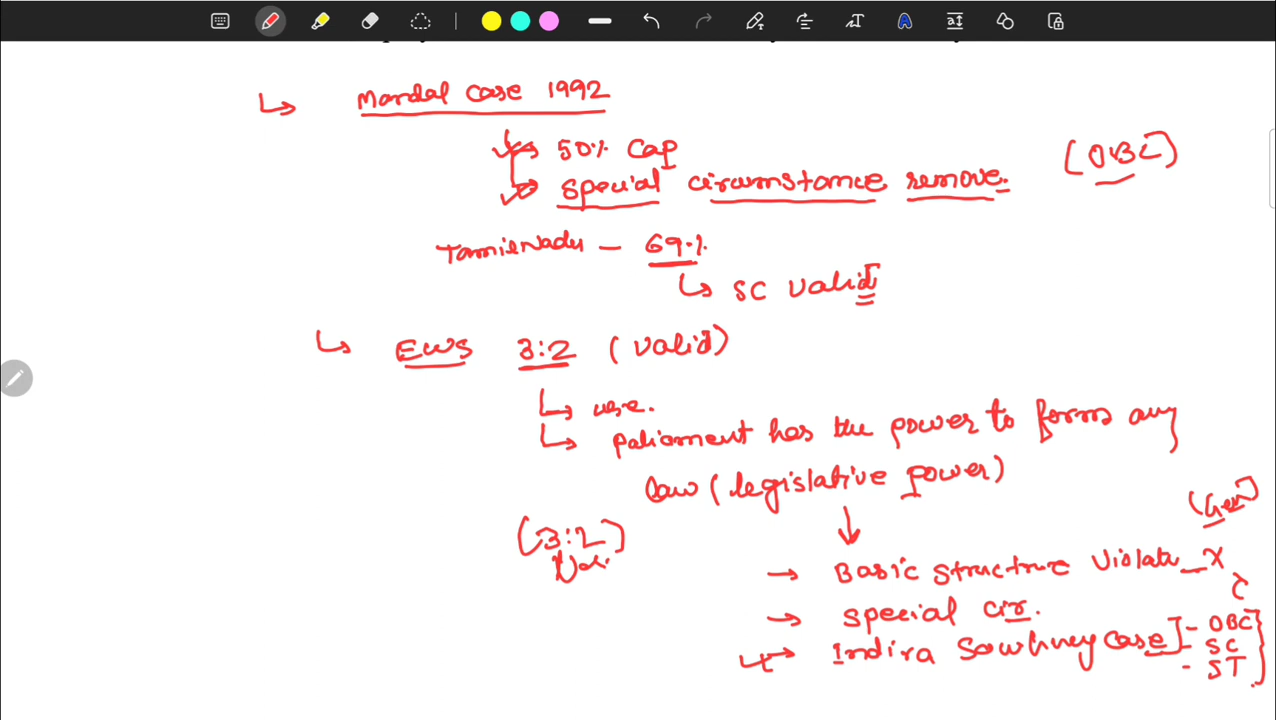 Mandal case 1992
50% Cap
[OBC]
special circumstance remove.
Tamilnadu - 69%
SC valid
EWS 3:2 (valid)
use.
paliament has the power to forms any
law (legislative power)
(Gen)
(3:2)
Vali
Basic structure Violate X
special cir.
Indira Sawhney Case] - OBC
- SC
- ST